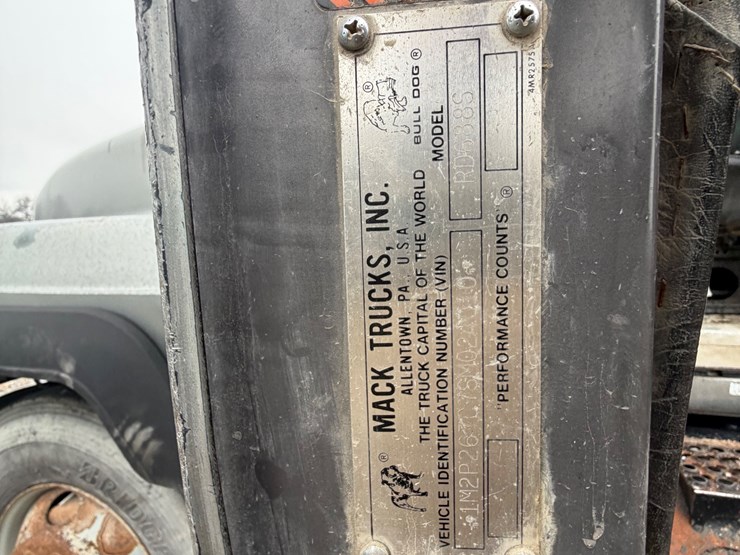 MACK TRUCKS, INC. ®
ALLENTOWN, PA., U.S.A
THE TRUCK CAPITAL OF THE WORLD
BULL DOG ®
VEHICLE IDENTIFICATION NUMBER (VIN)
MODEL
"PERFORMANCE COUNTS" ®
4MR2575